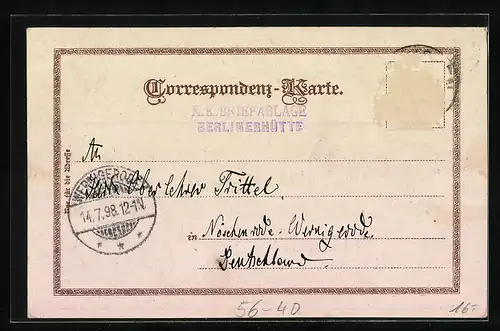 Correspondenz-Karte.
K.K. BRIEFABLAGE
BERLINERHÜTTE
Nur für die Adresse
An
Herrn Oberlehrer Trittel,
WERNIGERODE
14.7.98.12-1N
* * *
in Nöschenrode-Wernigerode.
Deutschland.
56-40
16.-